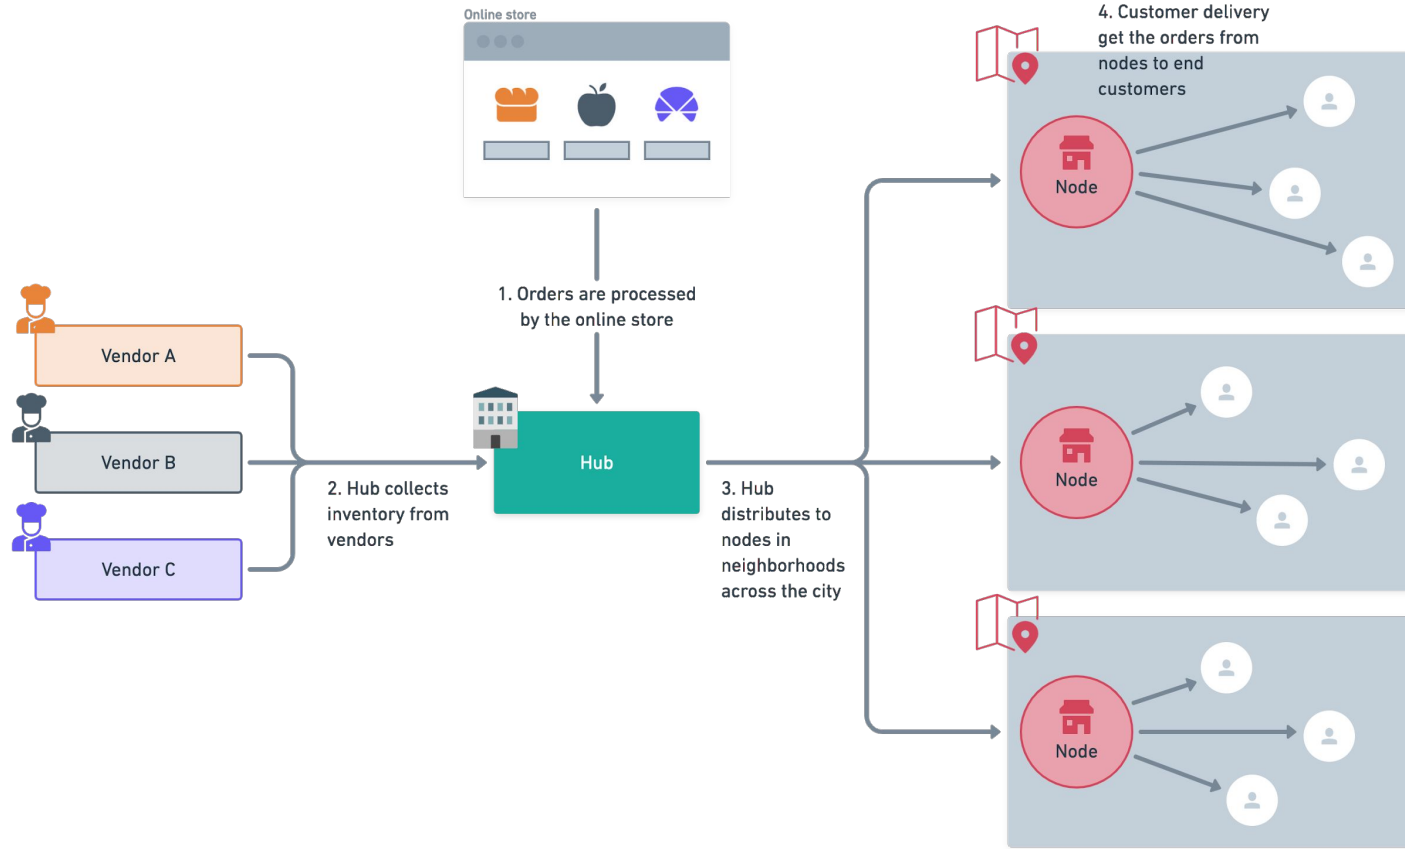 Online store
4. Customer delivery
get the orders from
nodes to end
customers
Node
1. Orders are processed
by the online store
Vendor A
Vendor B
Vendor C
2. Hub collects
inventory from
vendors
Hub
3. Hub
distributes to
nodes in
neighborhoods
across the city
Node
Node